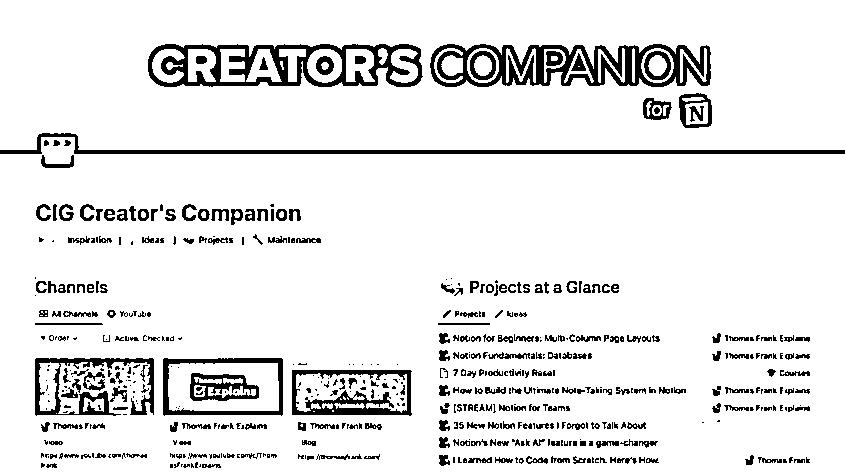 CREATOR'S COMPANION
for N
CIG Creator's Companion
Inspiration | Ideas | Projects | Maintenance
Channels
All Channels YouTube
Order Active: Checked
Thomas Frank
Video
https://www.youtube.com/thomas
frank
Thomas Frank Explains
Video
https://www.youtube.com/c/Thom
asFrankExplains
Thomas Frank Blog
Blog
https://thomasjfrank.com/
Projects at a Glance
Projects Ideas
Notion for Beginners: Multi-Column Page Layouts Thomas Frank Explains
Notion Fundamentals: Databases Thomas Frank Explains
7 Day Productivity Reset Courses
How to Build the Ultimate Note-Taking System in Notion Thomas Frank Explains
[STREAM] Notion for Teams Thomas Frank Explains
35 New Notion Features I Forgot to Talk About
Notion's New "Ask AI" feature is a game-changer
I Learned How to Code from Scratch. Here's How. Thomas Frank